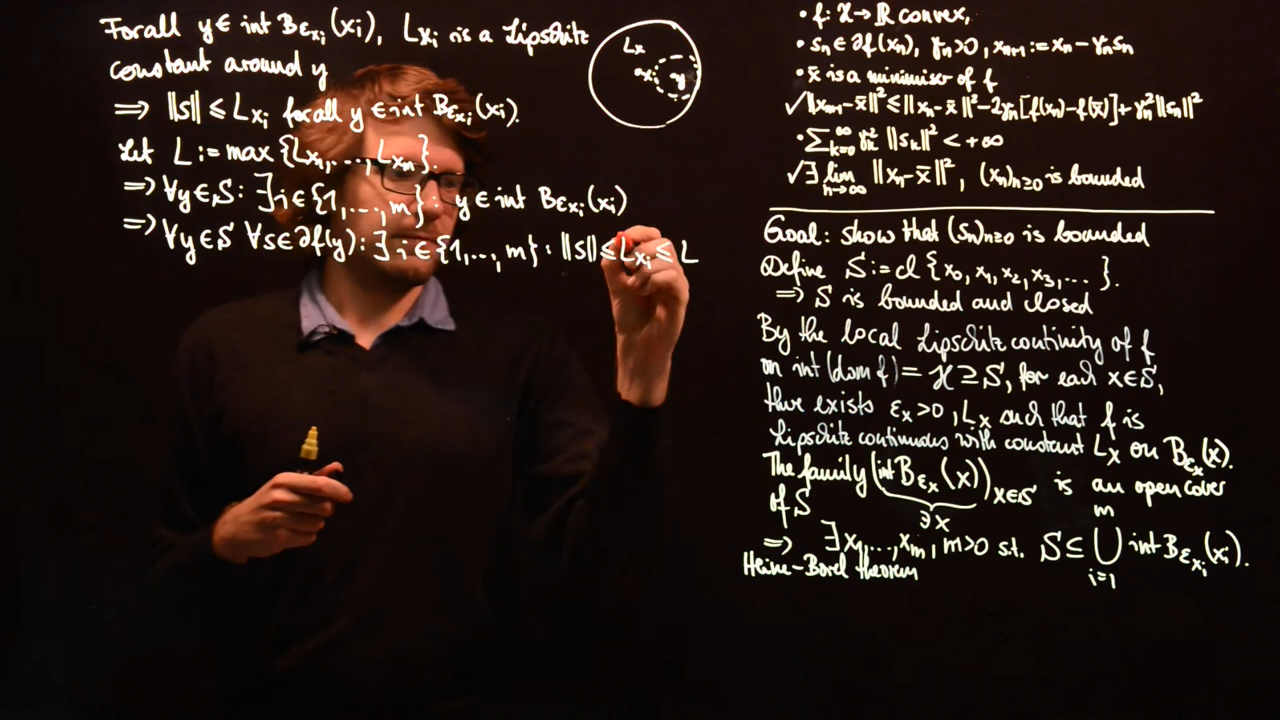 For all y ∈ int B_{ε_{x_i}}(x_i), L_{x_i} is a Lipschitz
constant around y
⟹ ‖s‖ ≤ L_{x_i} for all y ∈ int B_{ε_{x_i}}(x_i).
Let L := max {L_{x_1}, ..., L_{x_m}}.
⟹ ∀y∈S: ∃ i ∈ {1, ..., m}: y ∈ int B_{ε_{x_i}}(x_i)
⟹ ∀y∈S ∀s∈∂f(y): ∃ i ∈ {1, ..., m}: ‖s‖ ≤ L_{x_i} ≤ L
L_x
y
• f: X → ℝ convex,
• s_n ∈ ∂f(x_n), γ_n > 0, x_{n+1} := x_n − γ_n s_n
• x̄ is a minimiser of f
✓ ‖x_{n+1} − x̄‖² ≤ ‖x_n − x̄‖² − 2γ_n [f(x_n) − f(x̄)] + γ_n² ‖s_n‖²
• ∑_{k=0}^∞ γ_k² ‖s_k‖² < +∞
✓ ∃ lim_{n→∞} ‖x_n − x̄‖², (x_n)_{n≥0} is bounded
Goal: show that (s_n)_{n≥0} is bounded
Define S := cl {x_0, x_1, x_2, x_3, ... }.
⟹ S is bounded and closed
By the local Lipschitz continuity of f
on int(dom f) = X ⊇ S, for each x ∈ S,
there exists ε_x > 0, L_x such that f is
Lipschitz continuous with constant L_x on B_{ε_x}(x).
The family (int B_{ε_x}(x))_{x∈S} is an open cover
∋ x
of S
⟹ ∃ x_1, ..., x_m, m > 0 s.t. S ⊆ ⋃_{i=1}^m int B_{ε_{x_i}}(x_i).
Heine-Borel theorem